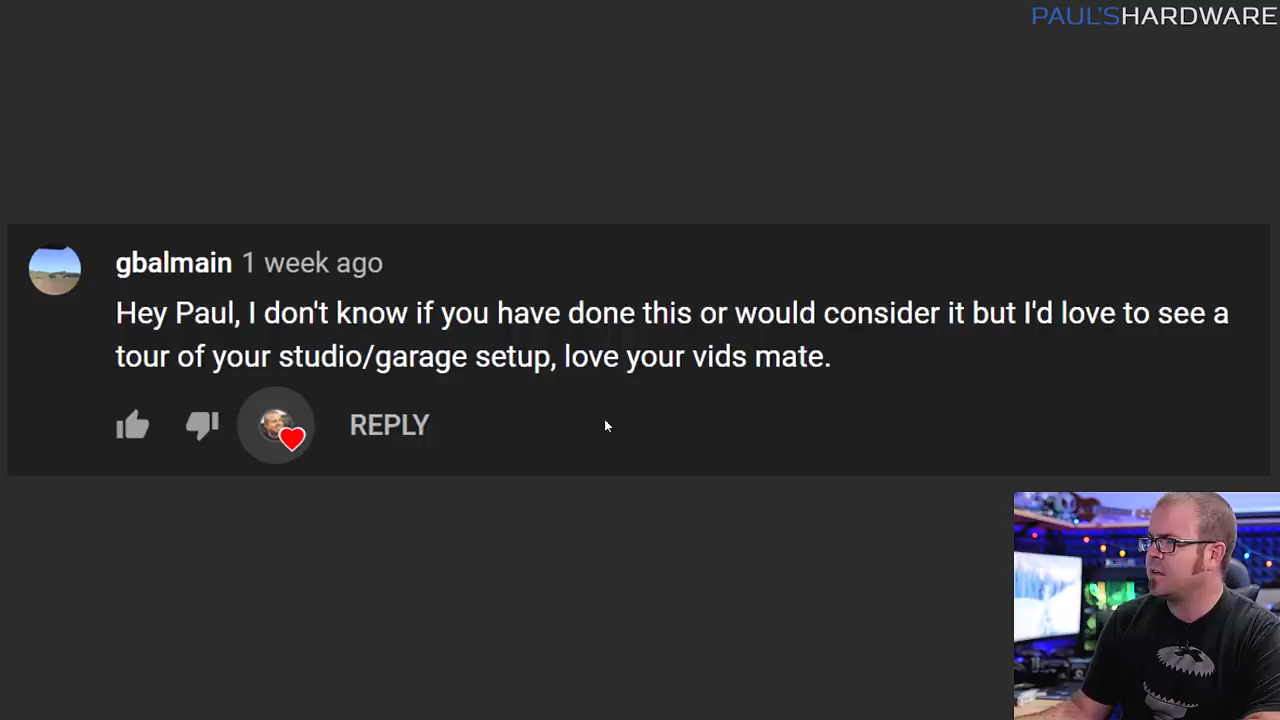 PAUL'SHARDWARE
gbalmain 1 week ago
Hey Paul, I don't know if you have done this or would consider it but I'd love to see a
tour of your studio/garage setup, love your vids mate.
REPLY